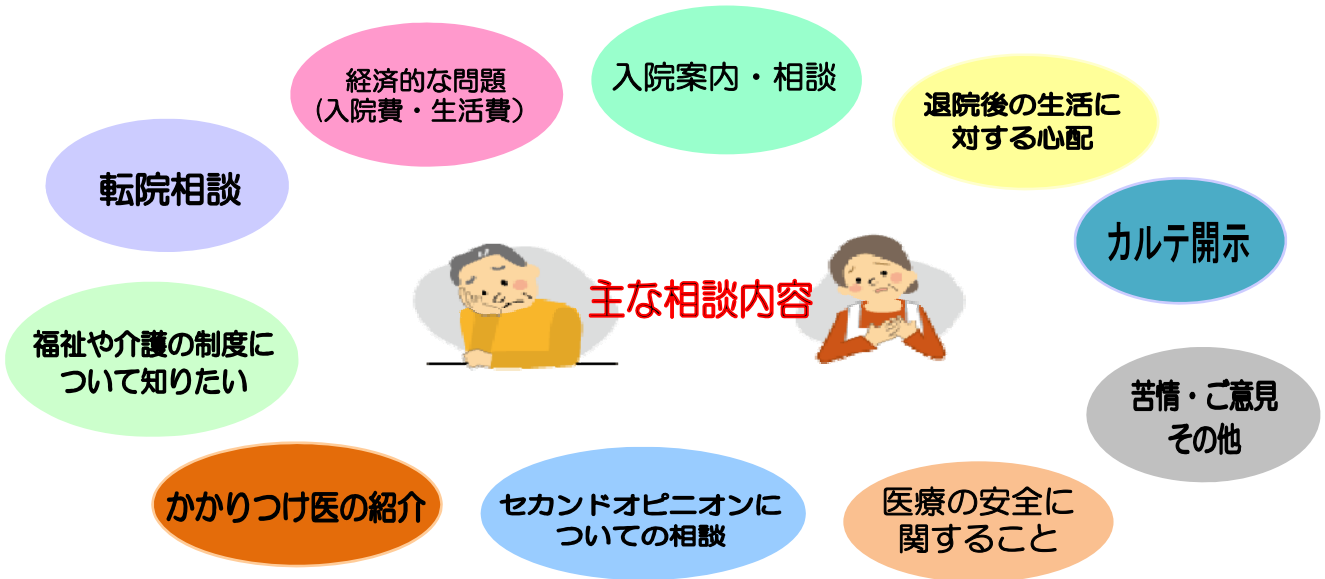 経済的な問題
(入院費・生活費)
入院案内・相談
退院後の生活に
対する心配
転院相談
カルテ開示
主な相談内容
福祉や介護の制度に
ついて知りたい
苦情・ご意見
その他
かかりつけ医の紹介
セカンドオピニオンに
ついての相談
医療の安全に
関すること